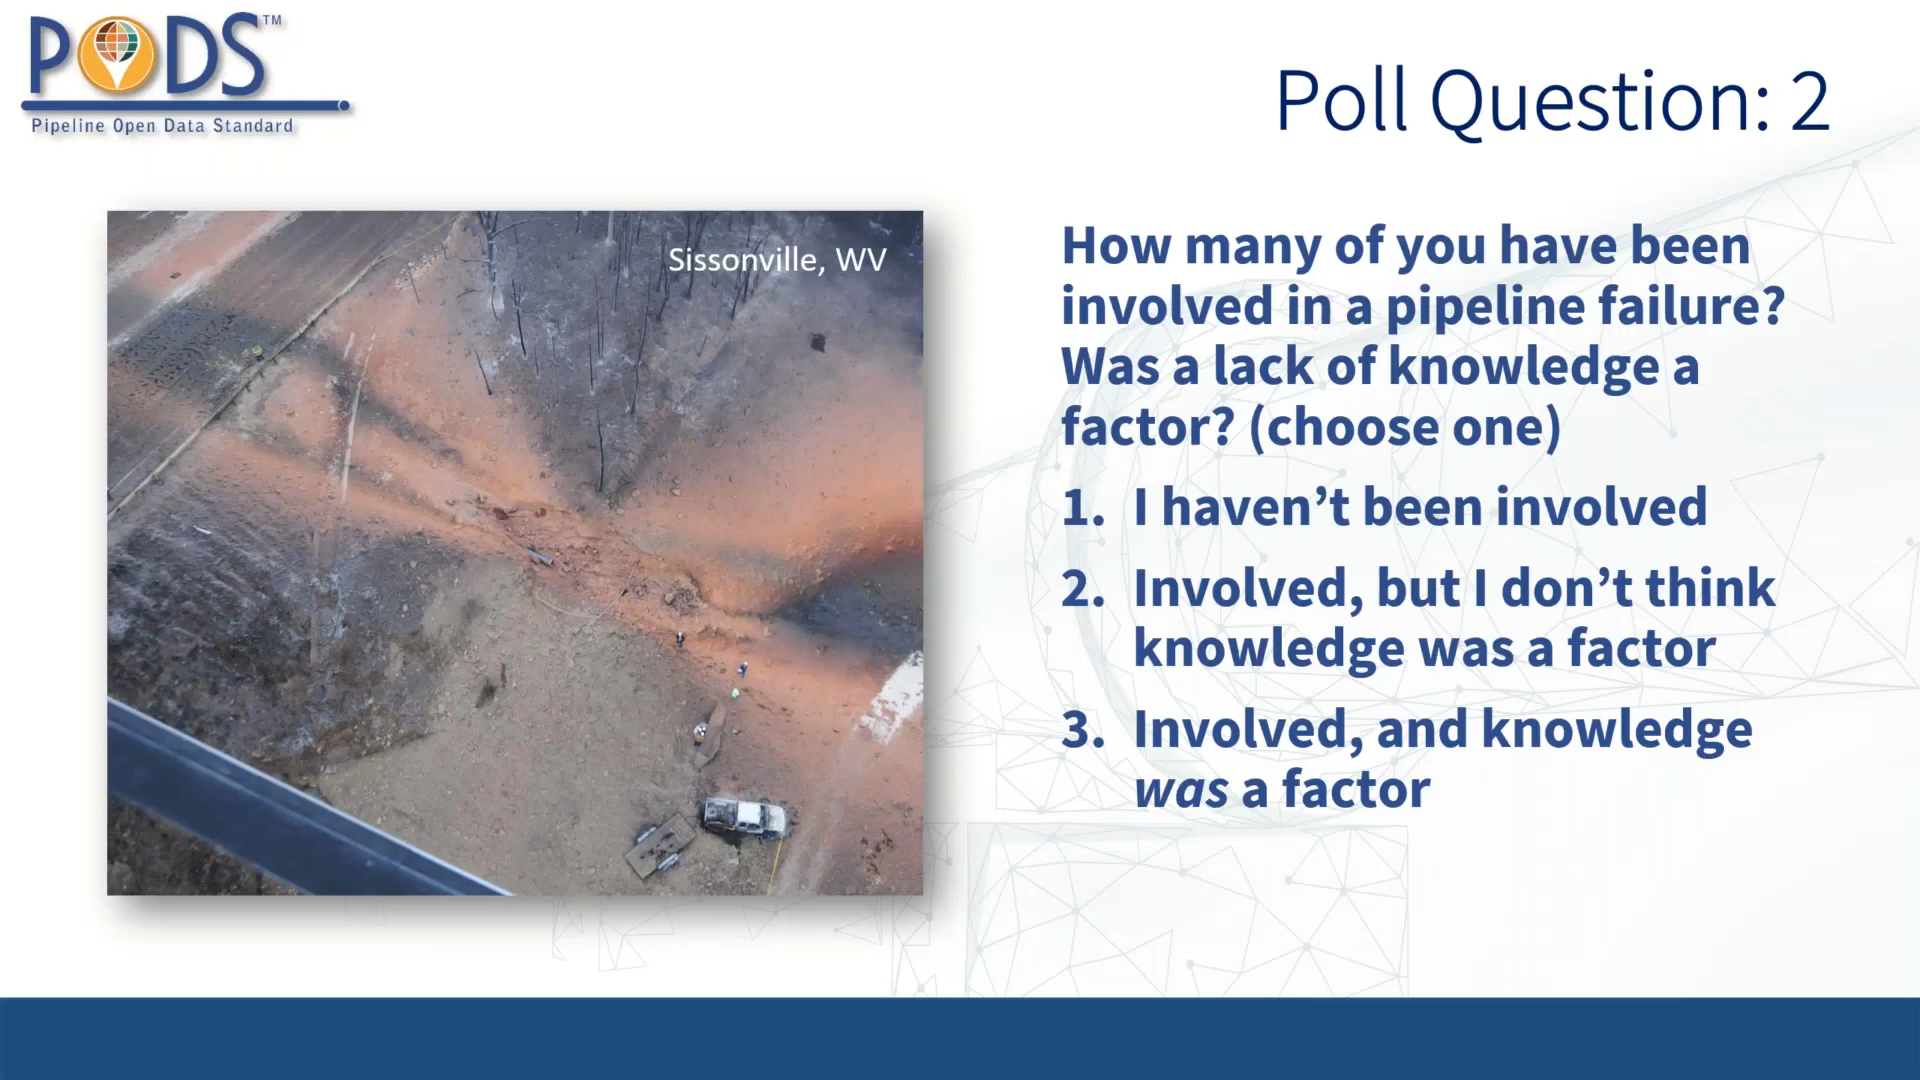 PODS™
Pipeline Open Data Standard
Poll Question: 2
Sissonville, WV
How many of you have been
involved in a pipeline failure?
Was a lack of knowledge a
factor? (choose one)
1. I haven’t been involved
2. Involved, but I don’t think
knowledge was a factor
3. Involved, and knowledge
was a factor